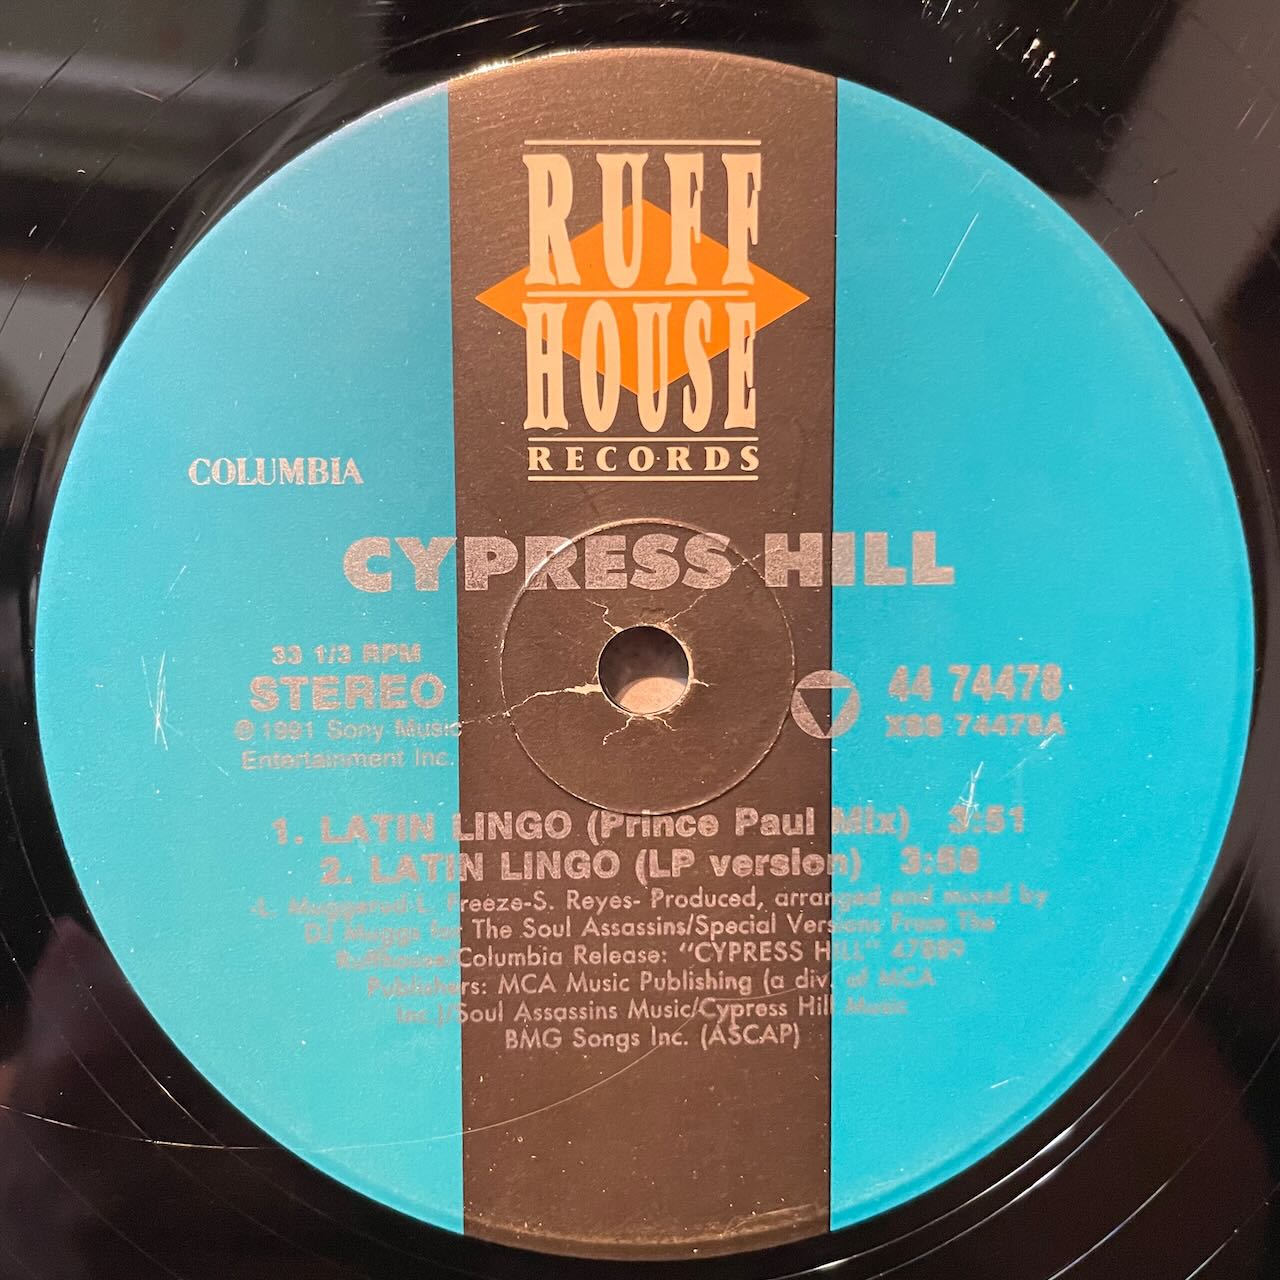 RUFF
HOUSE
RECORDS
COLUMBIA
CYPRESS HILL
33 1/3 RPM
STEREO
℗ 1991 Sony Music
Entertainment Inc.
44 74478
XSS 74478A
1. LATIN LINGO (Prince Paul Mix) 3:51
2. LATIN LINGO (LP version) 3:58
-L. Muggerud-L. Freeze-S. Reyes- Produced, arranged and mixed by
DJ Muggs for The Soul Assassins/Special Versions From The
Ruffhouse/Columbia Release: "CYPRESS HILL" 47889
Publishers: MCA Music Publishing (a div. of MCA
Inc.)/Soul Assassins Music/Cypress Hill Music
BMG Songs Inc. (ASCAP)